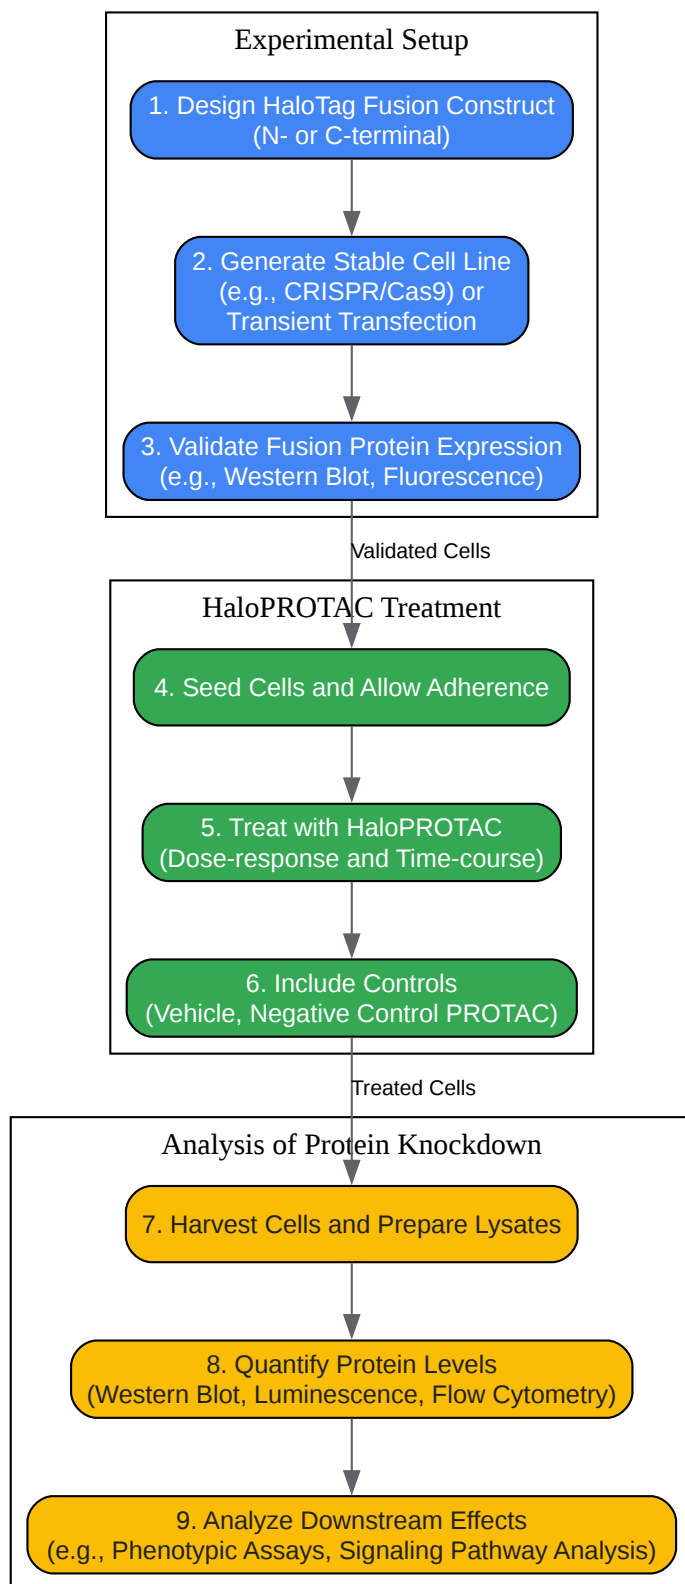 Experimental Setup
1. Design HaloTag Fusion Construct
(N- or C-terminal)
2. Generate Stable Cell Line
(e.g., CRISPR/Cas9) or
Transient Transfection
3. Validate Fusion Protein Expression
(e.g., Western Blot, Fluorescence)
Validated Cells
HaloPROTAC Treatment
4. Seed Cells and Allow Adherence
5. Treat with HaloPROTAC
(Dose-response and Time-course)
6. Include Controls
(Vehicle, Negative Control PROTAC)
Treated Cells
Analysis of Protein Knockdown
7. Harvest Cells and Prepare Lysates
8. Quantify Protein Levels
(Western Blot, Luminescence, Flow Cytometry)
9. Analyze Downstream Effects
(e.g., Phenotypic Assays, Signaling Pathway Analysis)